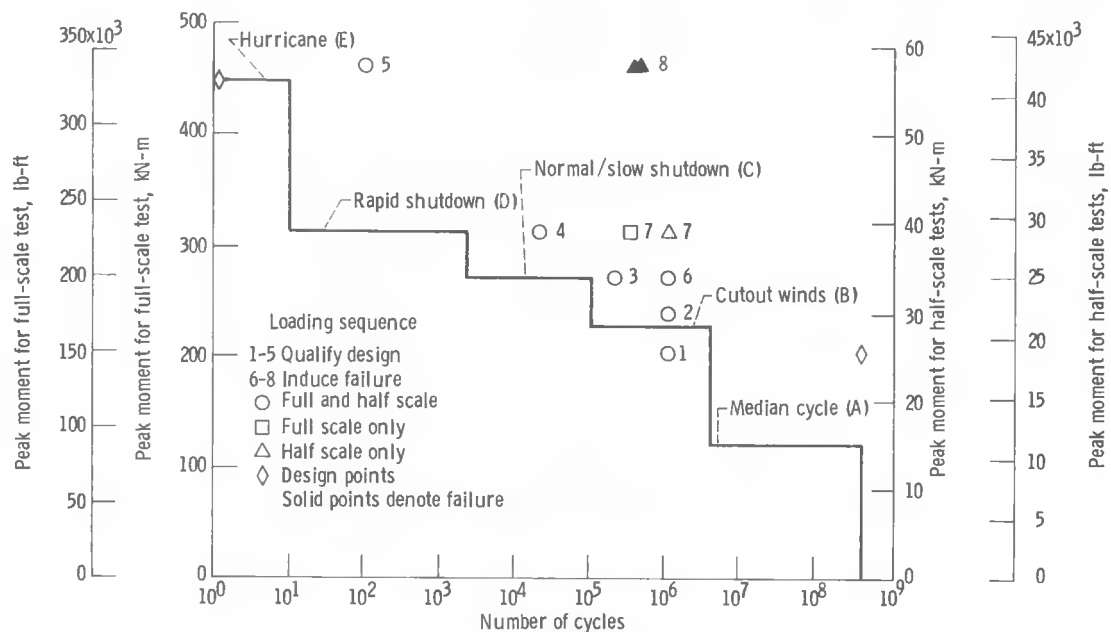 350x10³
300
250
200
150
100
50
0
Peak moment for full-scale test, lb-ft
500
400
300
200
100
0
Peak moment for full-scale test, kN-m
Hurricane (E)
5
8
Rapid shutdown (D)
Normal/slow shutdown (C)
4
7
7
3
6
2
Cutout winds (B)
1
Median cycle (A)
Loading sequence
1-5 Qualify design
6-8 Induce failure
Full and half scale
Full scale only
Half scale only
Design points
Solid points denote failure
10⁰
10¹
10²
10³
10⁴
10⁵
10⁶
10⁷
10⁸
10⁹
Number of cycles
60
50
40
30
20
10
0
Peak moment for half-scale tests, kN-m
45x10³
40
35
30
25
20
15
10
5
0
Peak moment for half-scale tests, lb-ft